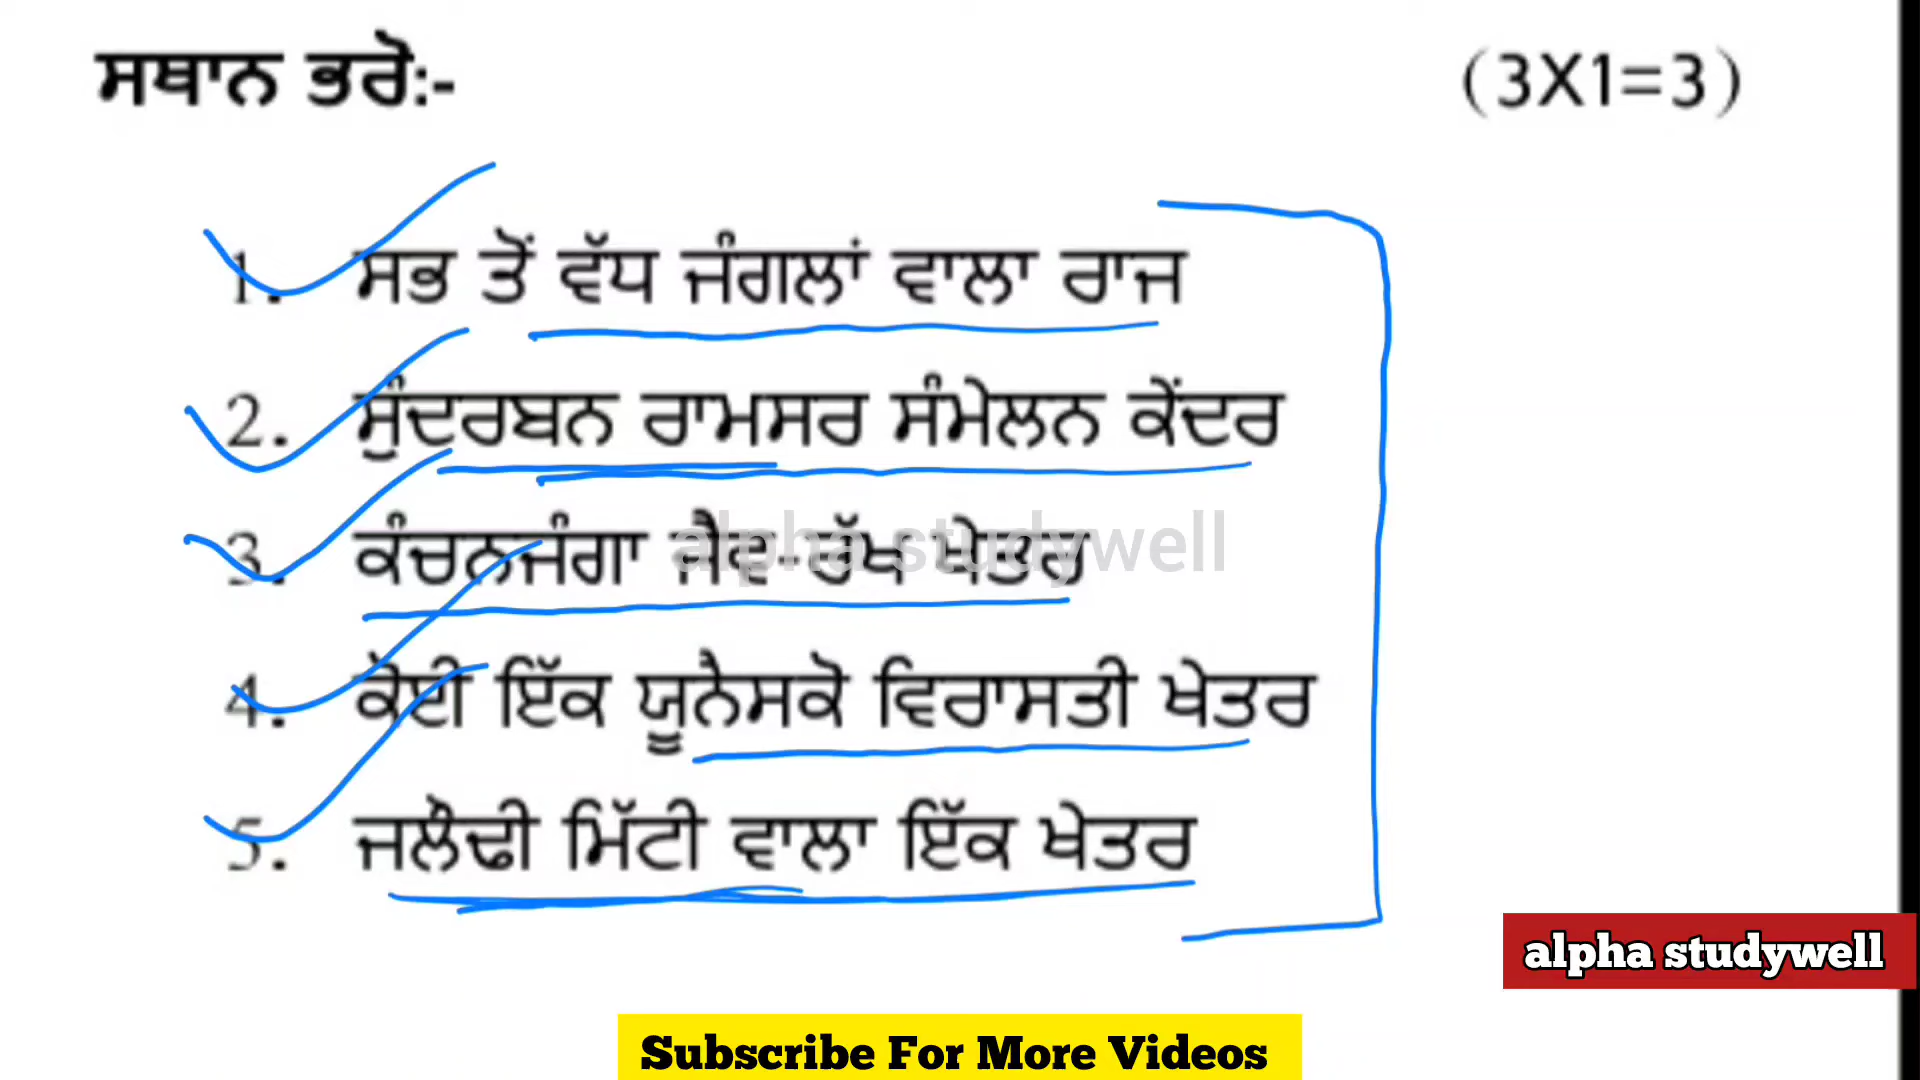 ਸਥਾਨ ਭਰੋ:- (3X1=3)
1. ਸਭ ਤੋਂ ਵੱਧ ਜੰਗਲਾਂ ਵਾਲਾ ਰਾਜ
2. ਸੁੰਦਰਬਨ ਰਾਮਸਰ ਸੰਮੇਲਨ ਕੇਂਦਰ
3. ਕੰਚਨਜੰਗਾ ਜੈਵ-ਰੱਖ ਖੇਤਰ
alpha studywell
4. ਕੋਈ ਇੱਕ ਯੂਨੈਸਕੋ ਵਿਰਾਸਤੀ ਖੇਤਰ
5. ਜਲੌਢੀ ਮਿੱਟੀ ਵਾਲਾ ਇੱਕ ਖੇਤਰ
alpha studywell
Subscribe For More Videos